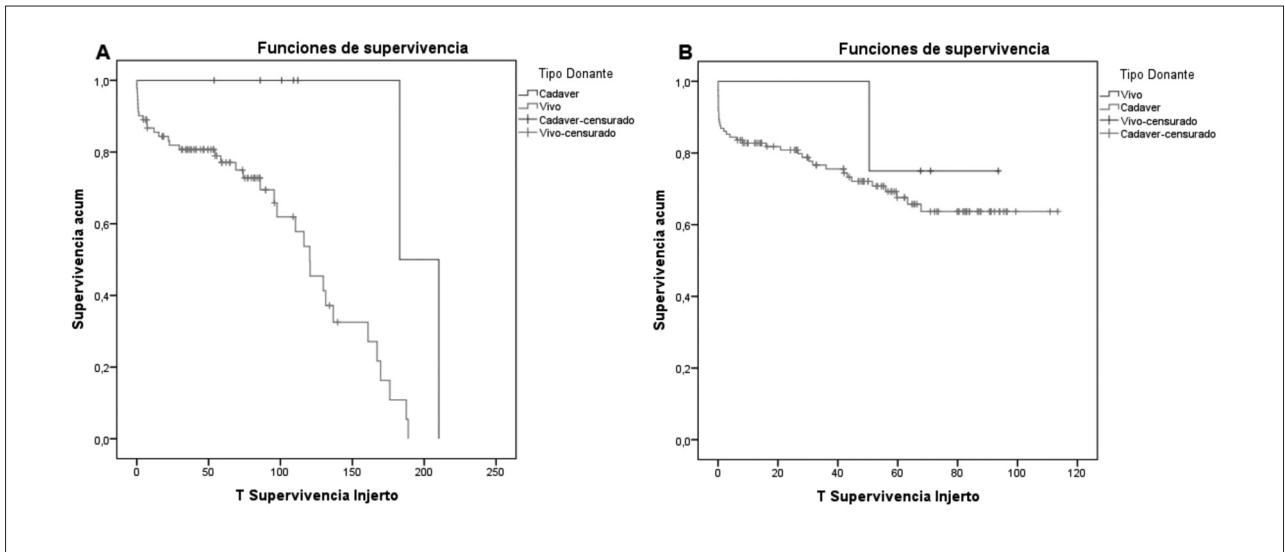 A
Funciones de supervivencia
Tipo Donante
Cadaver
Vivo
Cadaver-censurado
Vivo-censurado
Supervivencia acum
1,0
0,8
0,6
0,4
0,2
0,0
0 50 100 150 200 250
T Supervivencia Injerto
B
Funciones de supervivencia
Tipo Donante
Vivo
Cadaver
Vivo-censurado
Cadaver-censurado
Supervivencia acum
1,0
0,8
0,6
0,4
0,2
0,0
0 20 40 60 80 100 120
T Supervivencia Injerto